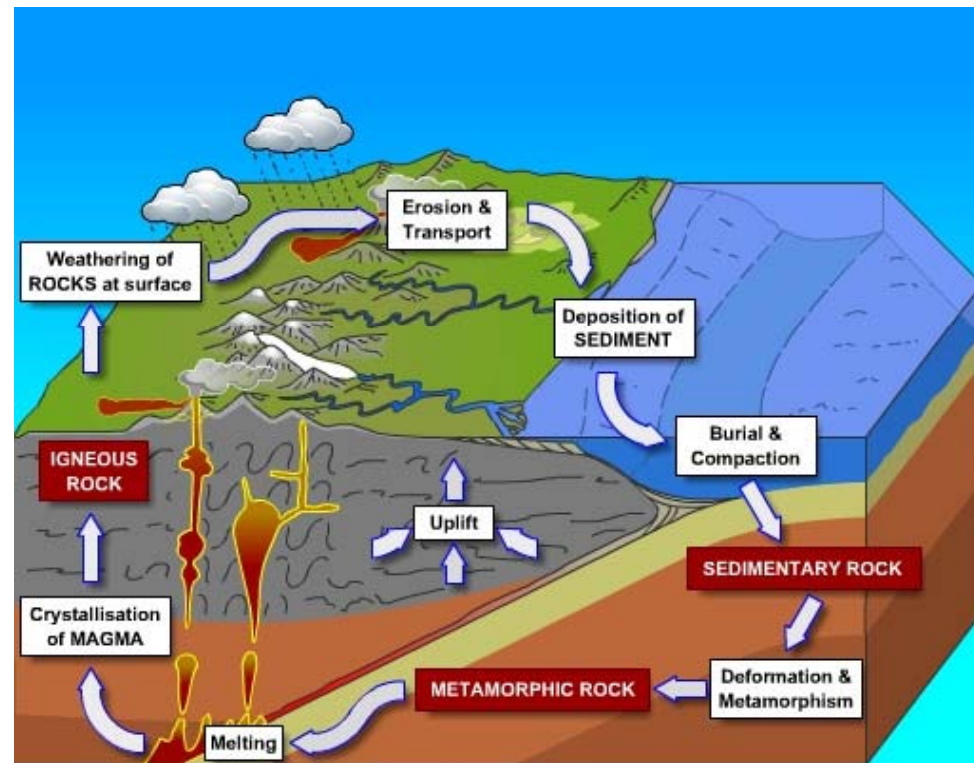 Erosion &
Transport
Weathering of
ROCKS at surface
Deposition of
SEDIMENT
Burial &
Compaction
IGNEOUS
ROCK
Uplift
SEDIMENTARY ROCK
Crystallisation
of MAGMA
Deformation &
Metamorphism
METAMORPHIC ROCK
Melting